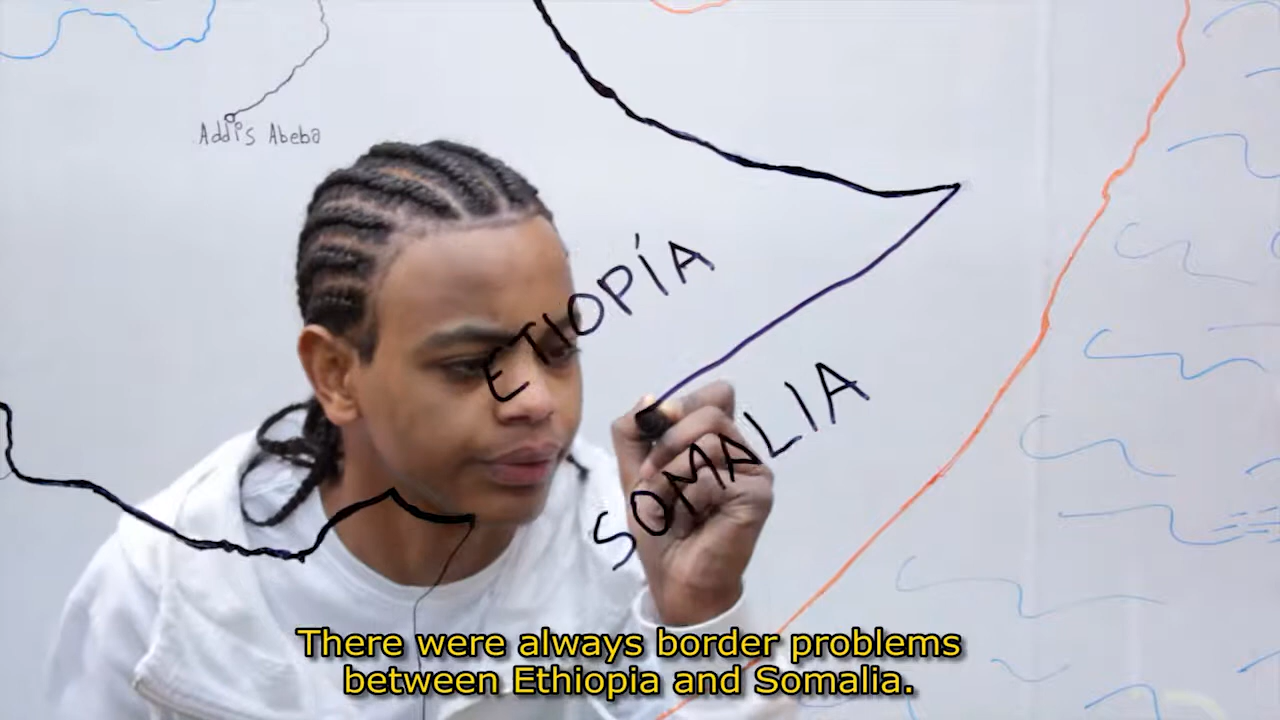 Addis Abeba
ETIOPÍA
SOMALIA
There were always border problems
between Ethiopia and Somalia.